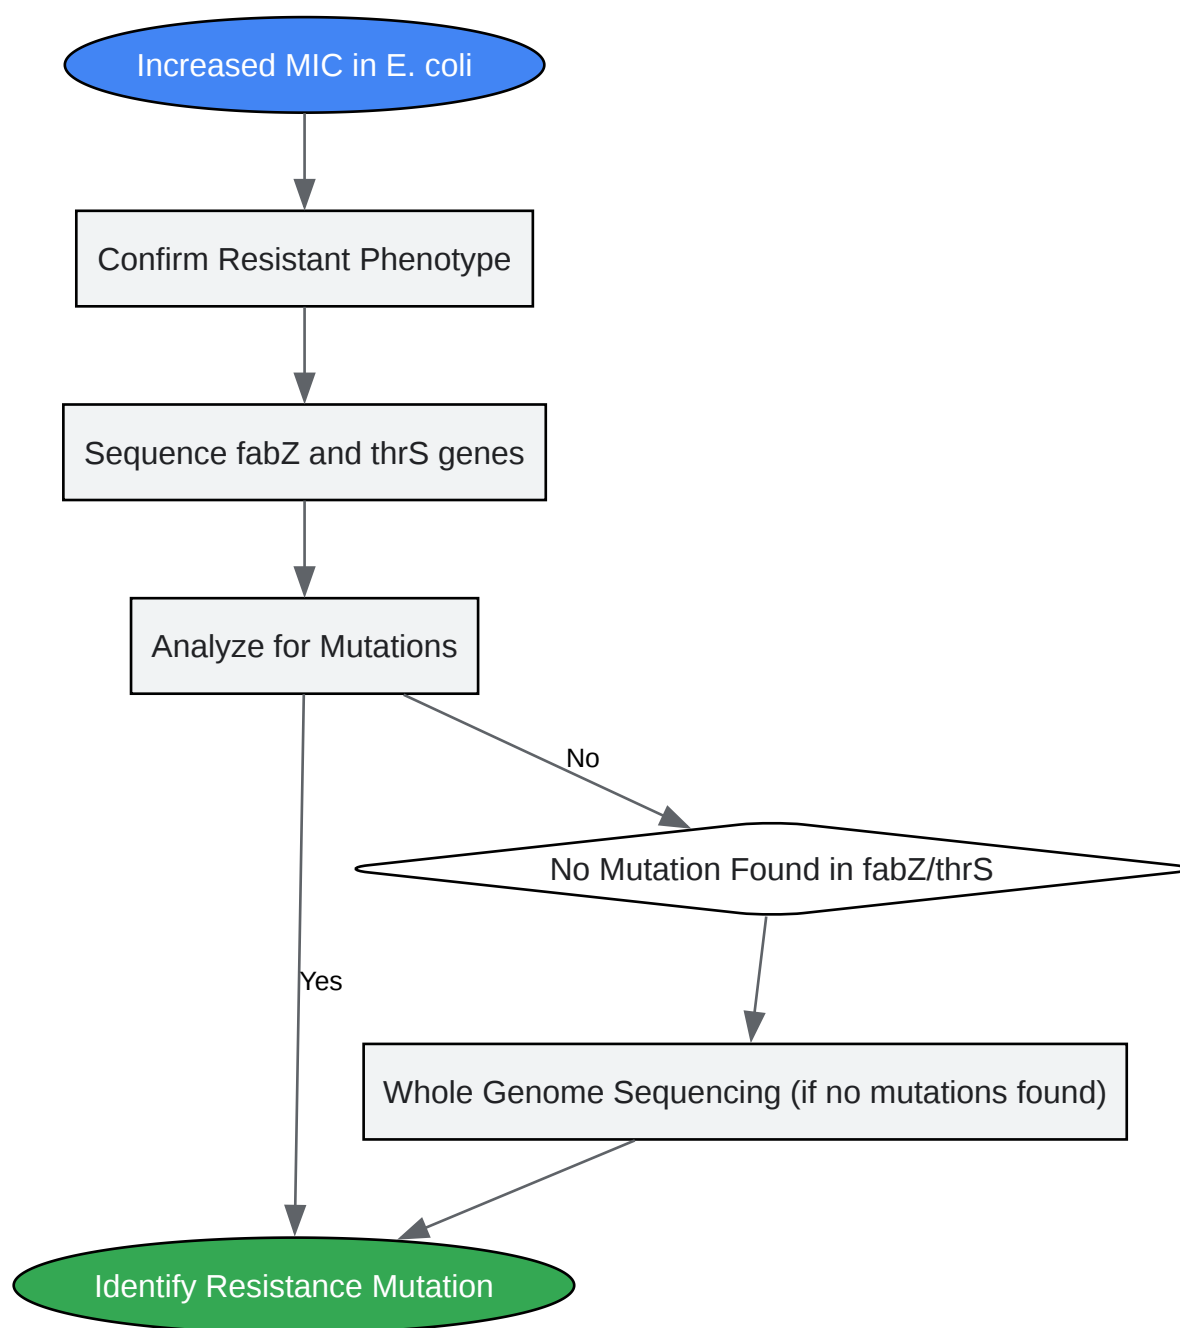 Increased MIC in E. coli
Confirm Resistant Phenotype
Sequence fabZ and thrS genes
Analyze for Mutations
No
No Mutation Found in fabZ/thrS
Yes
Whole Genome Sequencing (if no mutations found)
Identify Resistance Mutation